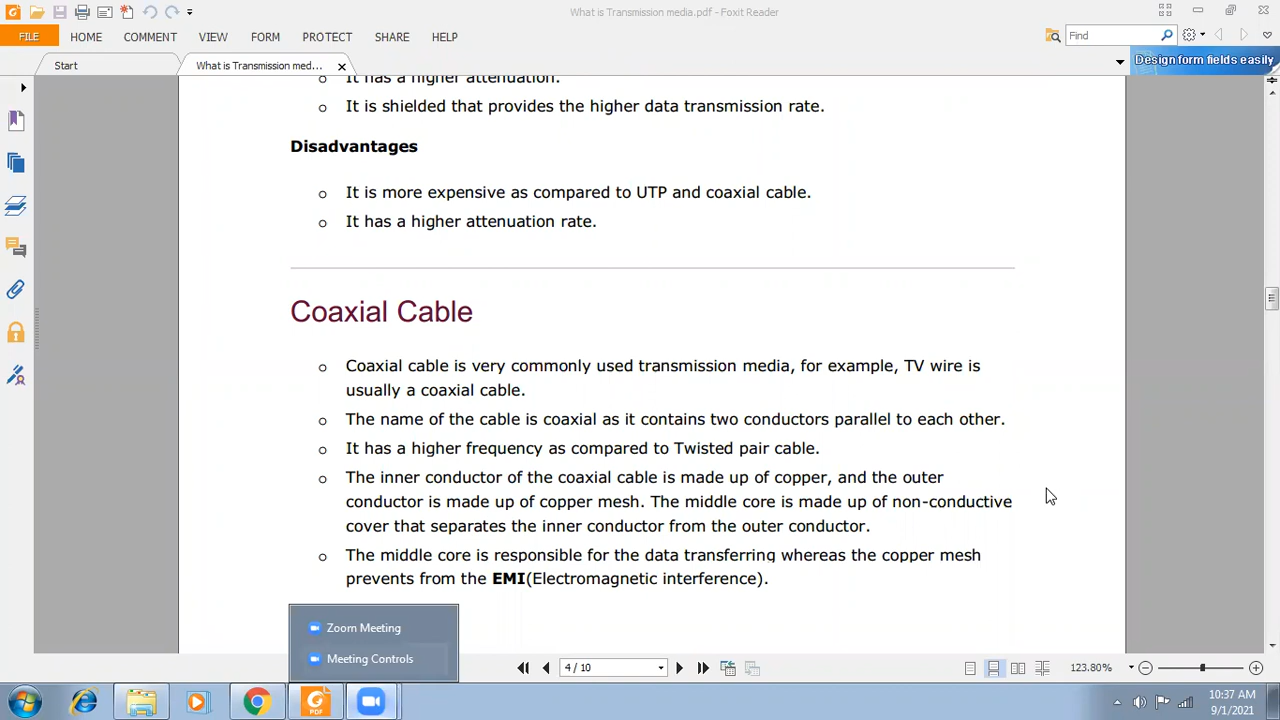 What is Transmission media.pdf - Foxit Reader
FILE HOME COMMENT VIEW FORM PROTECT SHARE HELP
Find
Start What is Transmission med...
Design form fields easily
It has a higher attenuation.
It is shielded that provides the higher data transmission rate.
Disadvantages
It is more expensive as compared to UTP and coaxial cable.
It has a higher attenuation rate.
Coaxial Cable
Coaxial cable is very commonly used transmission media, for example, TV wire is
usually a coaxial cable.
The name of the cable is coaxial as it contains two conductors parallel to each other.
It has a higher frequency as compared to Twisted pair cable.
The inner conductor of the coaxial cable is made up of copper, and the outer
conductor is made up of copper mesh. The middle core is made up of non-conductive
cover that separates the inner conductor from the outer conductor.
The middle core is responsible for the data transferring whereas the copper mesh
prevents from the EMI(Electromagnetic interference).
Zoom Meeting
Meeting Controls
4 / 10
123.80%
PDF
10:37 AM
9/1/2021